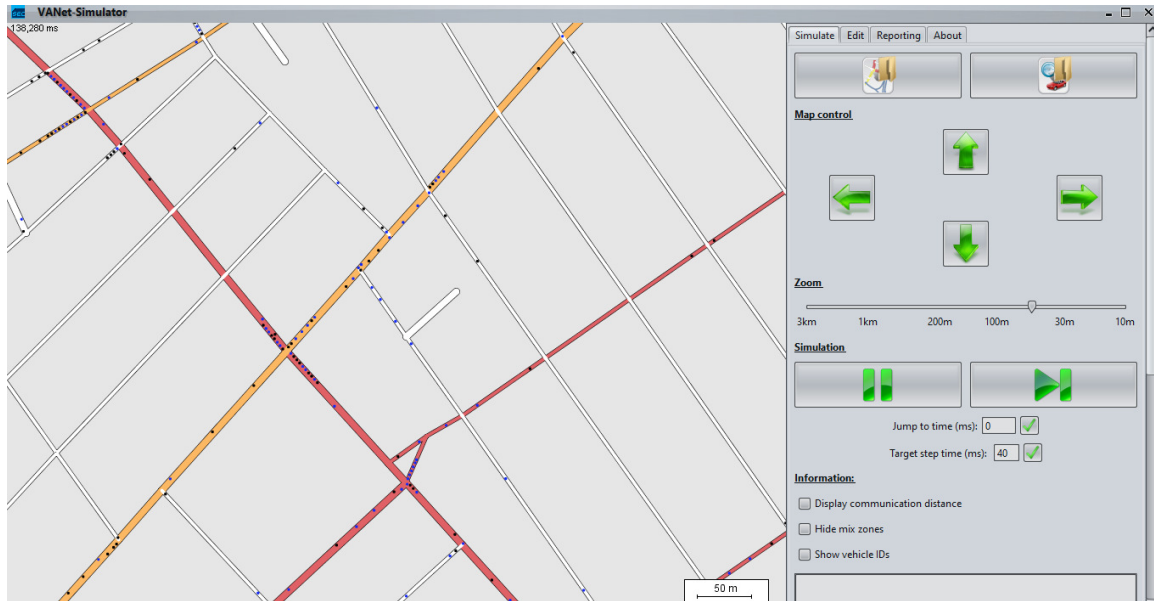 VANet-Simulator
138,280 ms
Simulate Edit Reporting About
Map control
Zoom
3km 1km 200m 100m 30m 10m
Simulation
Jump to time (ms): 0
Target step time (ms): 40
Information:
Display communication distance
Hide mix zones
Show vehicle IDs
50 m